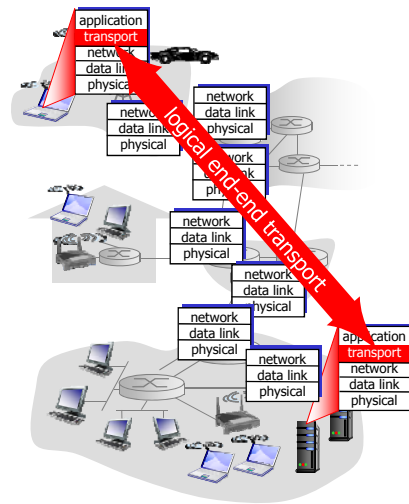 application
transport
network
data link
physical
network
data link
physical
network
data link
physical
network
data link
physical
logical end-end transport
network
data link
physical
network
data link
physical
network
data link
physical
network
data link
physical
application
transport
network
data link
physical